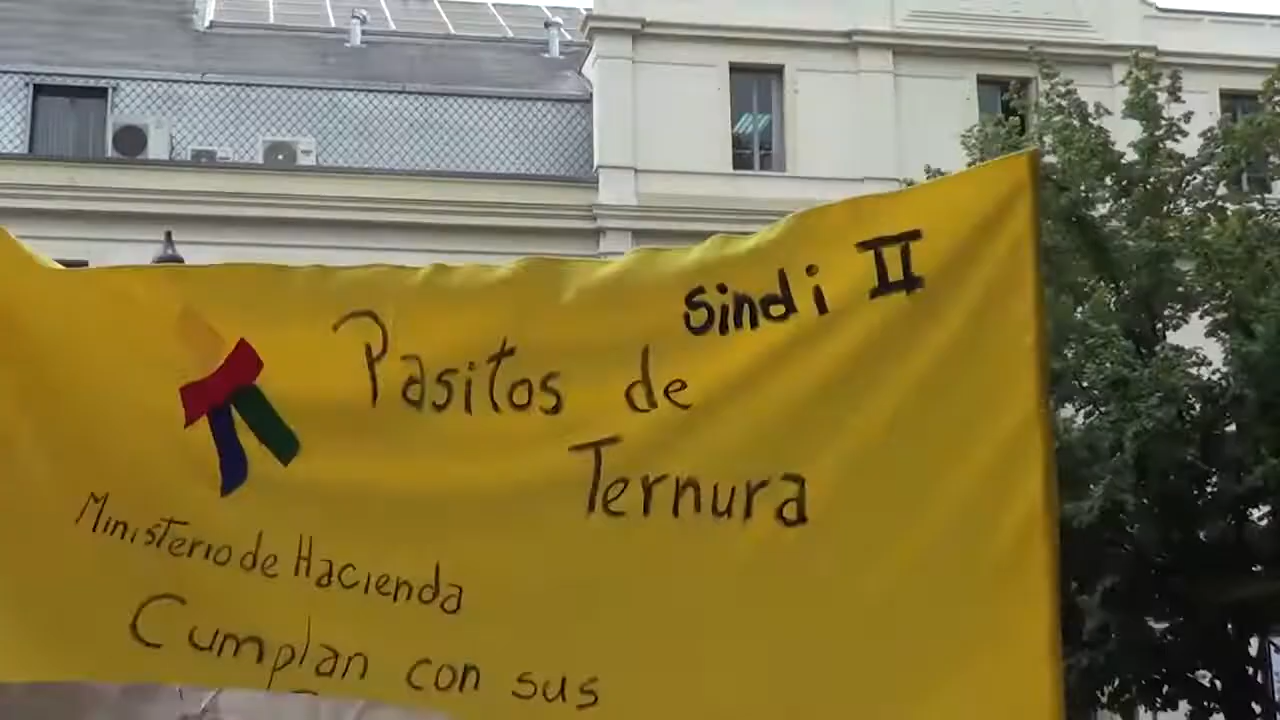 Sindi II
Pasitos de
Ternura
Ministerio de Hacienda
Cumplan con sus